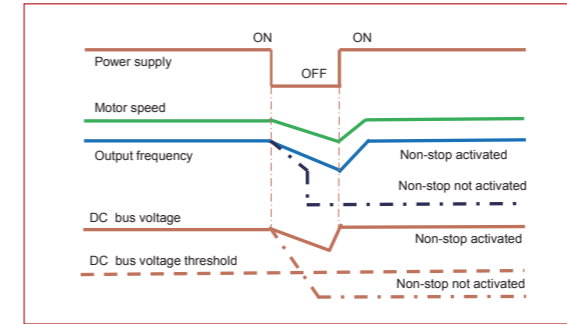 ON
ON
OFF
Power supply
Motor speed
Output frequency
Non-stop activated
Non-stop not activated
DC bus voltage
Non-stop activated
DC bus voltage threshold
Non-stop not activated